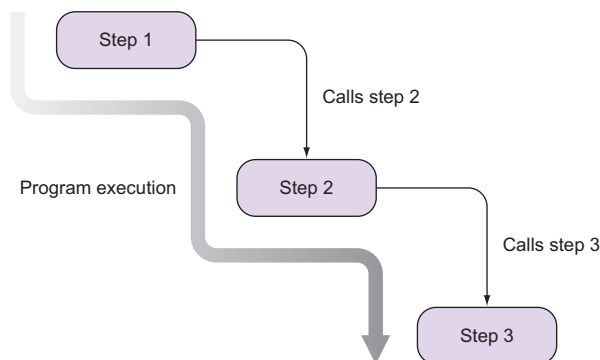 Step 1
Calls step 2
Program execution
Step 2
Calls step 3
Step 3